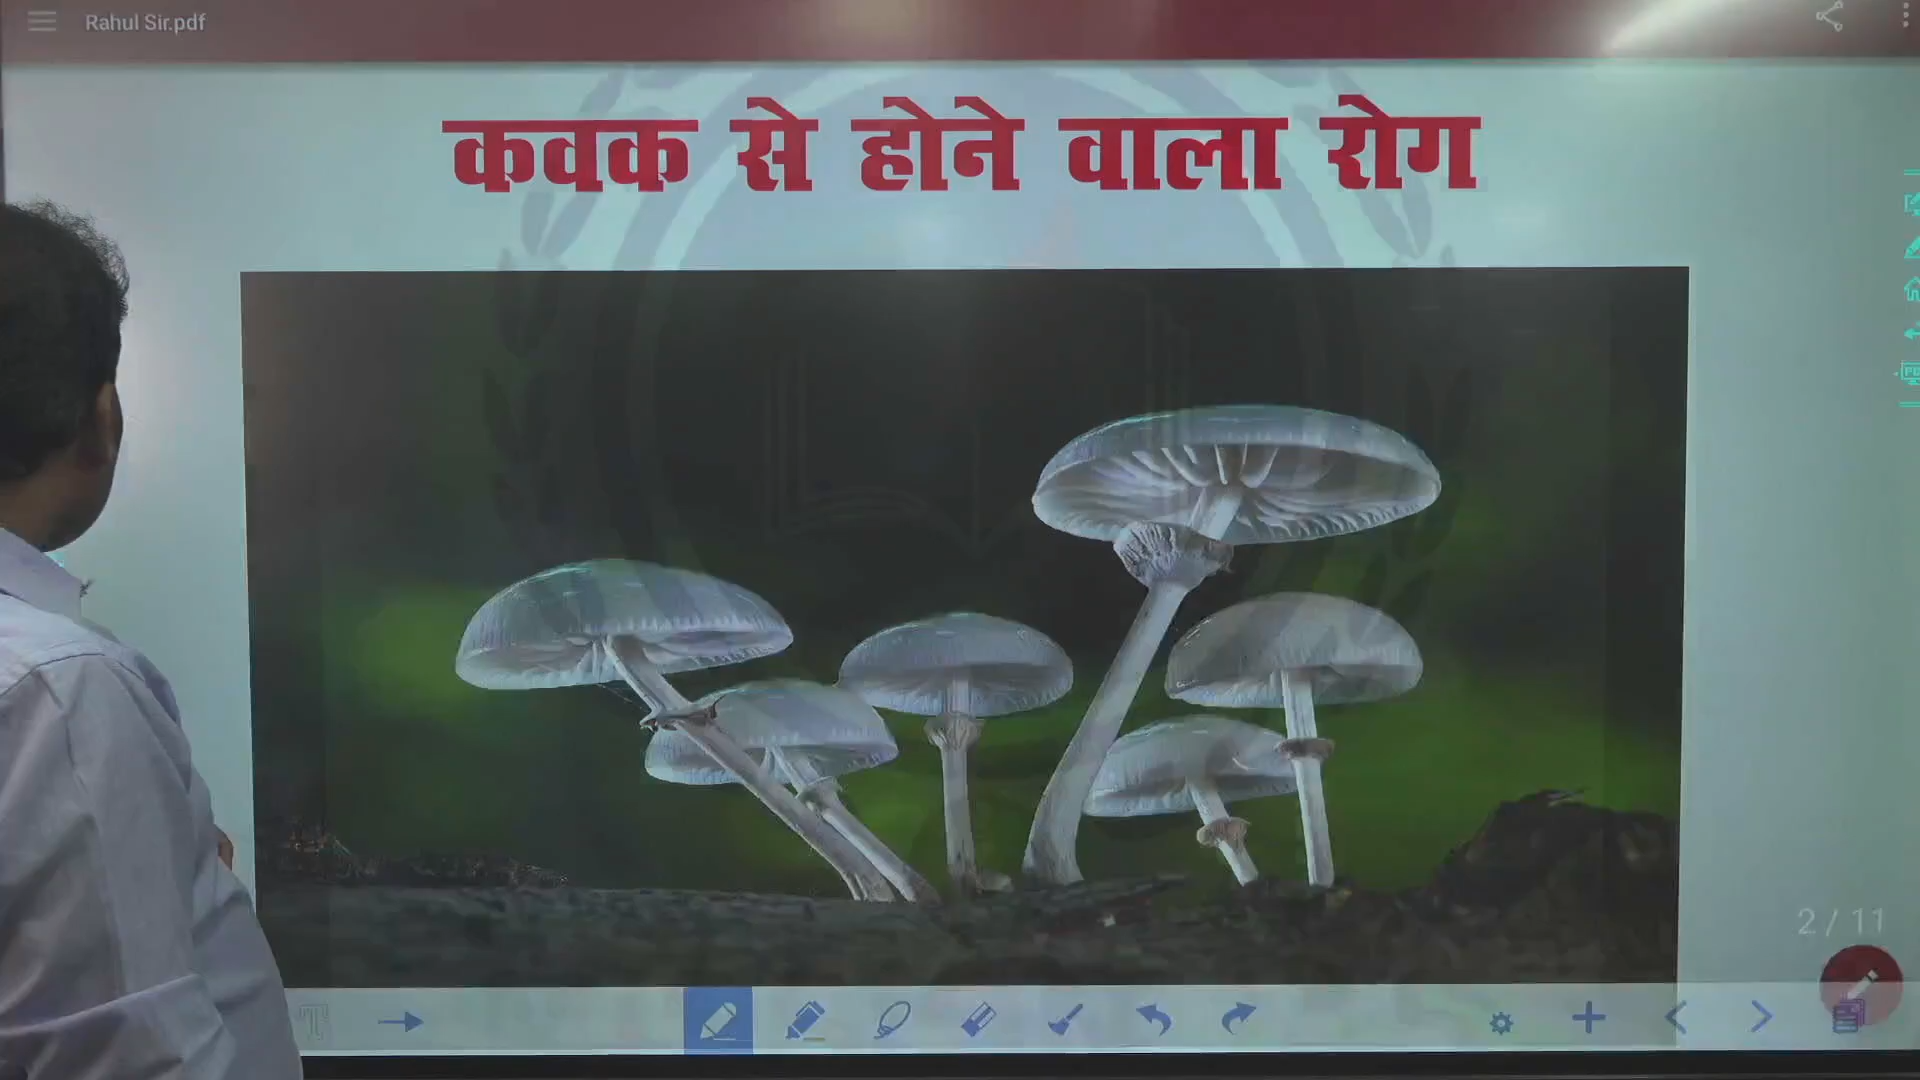 Rahul Sir.pdf
कवक से होने वाला रोग
2 / 11